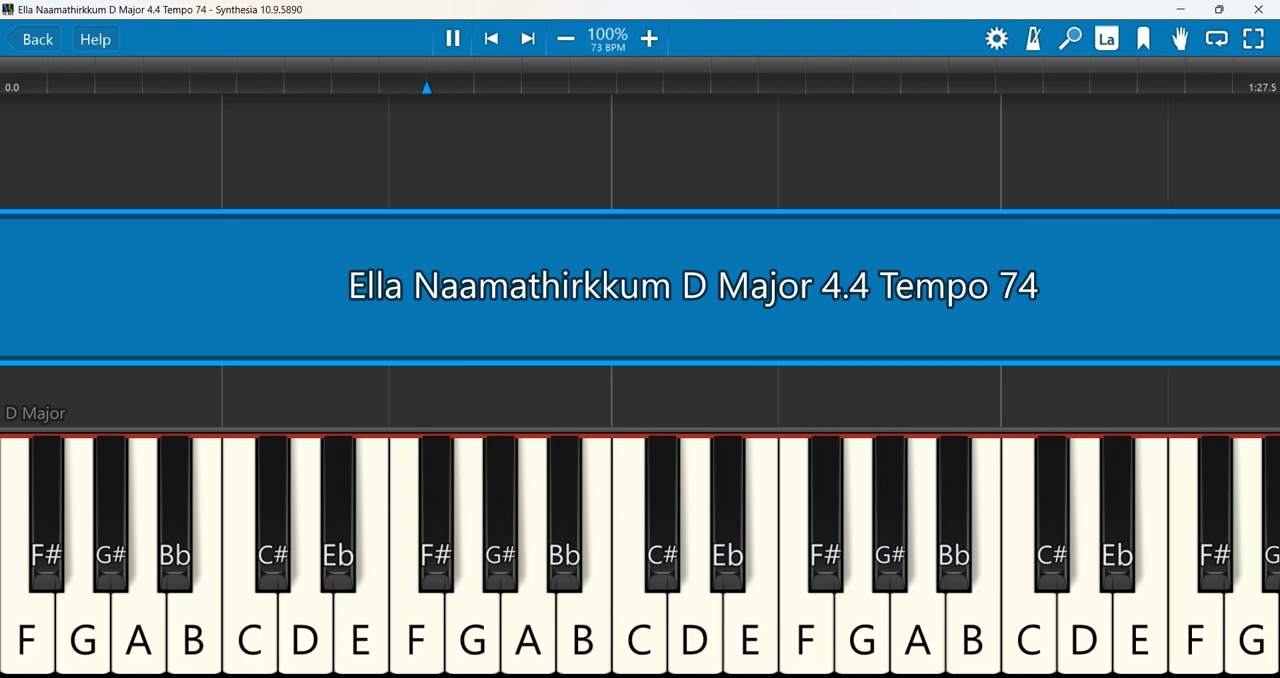 Ella Naamathirkkum D Major 4.4 Tempo 74 - Synthesia 10.9.5890
Back Help 100% La
73 BPM
0.0 1:27.5
Ella Naamathirkkum D Major 4.4 Tempo 74
D Major
F# G# Bb C# Eb F# G# Bb C# Eb F# G# Bb C# Eb F# G
F G A B C D E F G A B C D E F G A B C D E F G